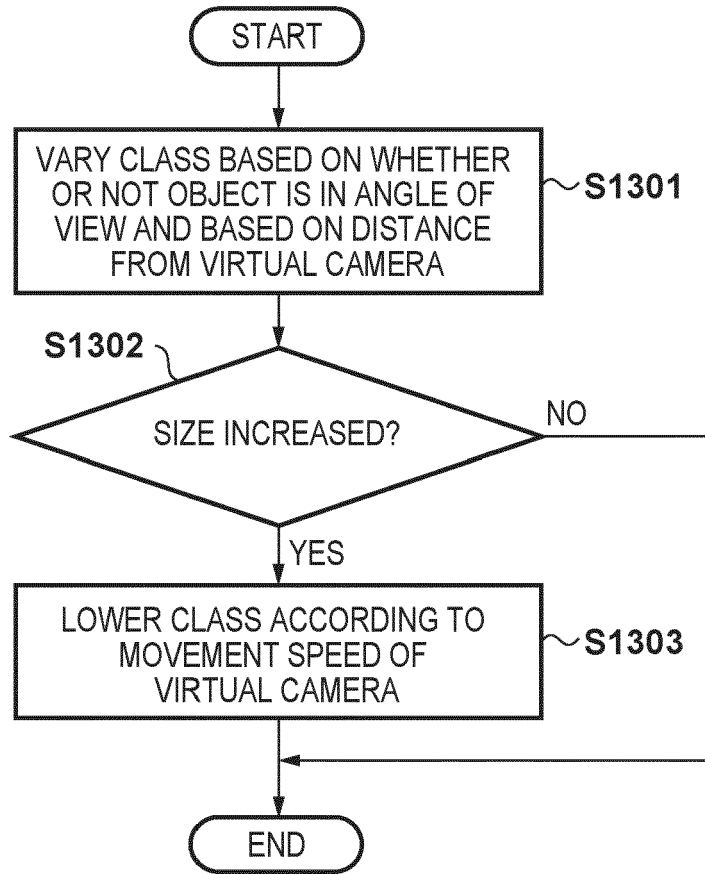 START
VARY CLASS BASED ON WHETHER
OR NOT OBJECT IS IN ANGLE OF
VIEW AND BASED ON DISTANCE
FROM VIRTUAL CAMERA
S1301
S1302
SIZE INCREASED?
NO
YES
LOWER CLASS ACCORDING TO
MOVEMENT SPEED OF
VIRTUAL CAMERA
S1303
END